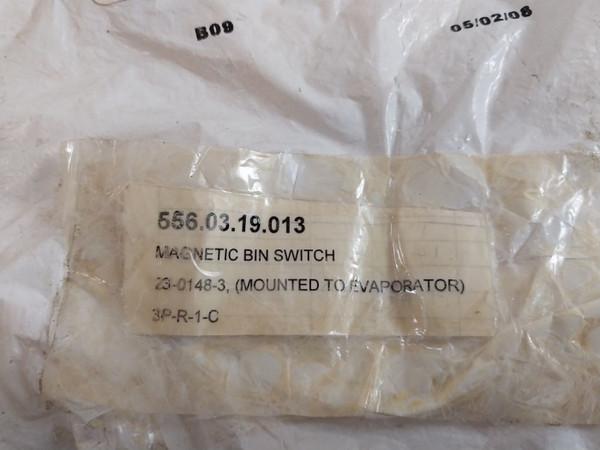 B09
05/02/08
556.03.19.013
MAGNETIC BIN SWITCH
23-0148-3, (MOUNTED TO EVAPORATOR)
3P-R-1-C